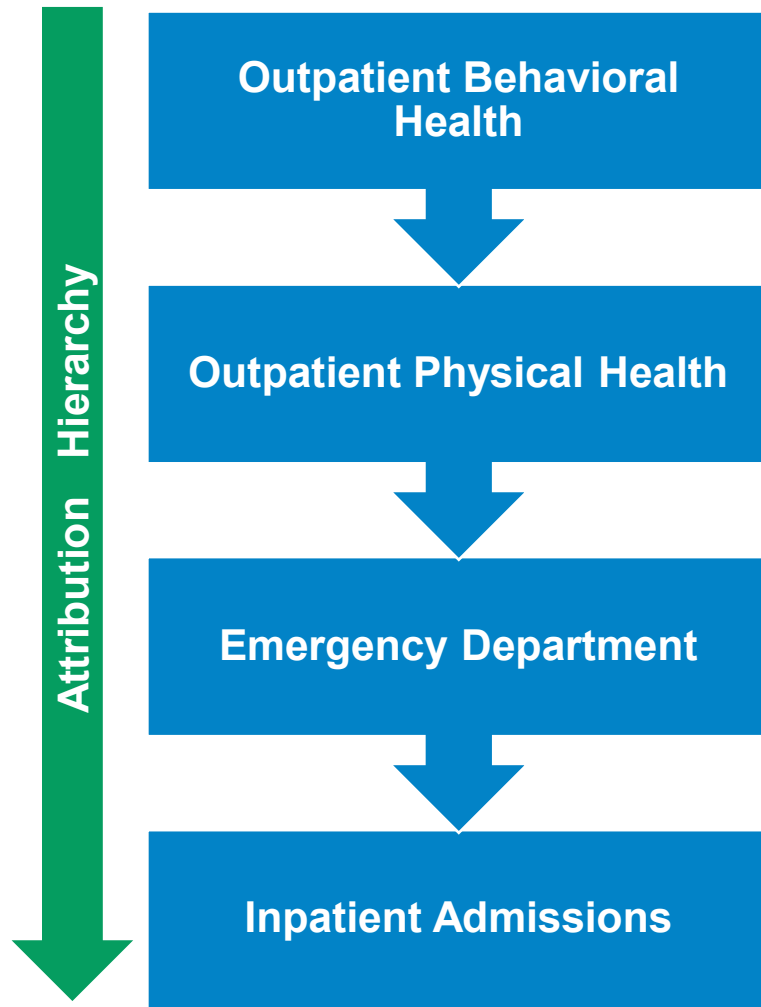 Attribution Hierarchy
Outpatient Behavioral
Health
Outpatient Physical Health
Emergency Department
Inpatient Admissions